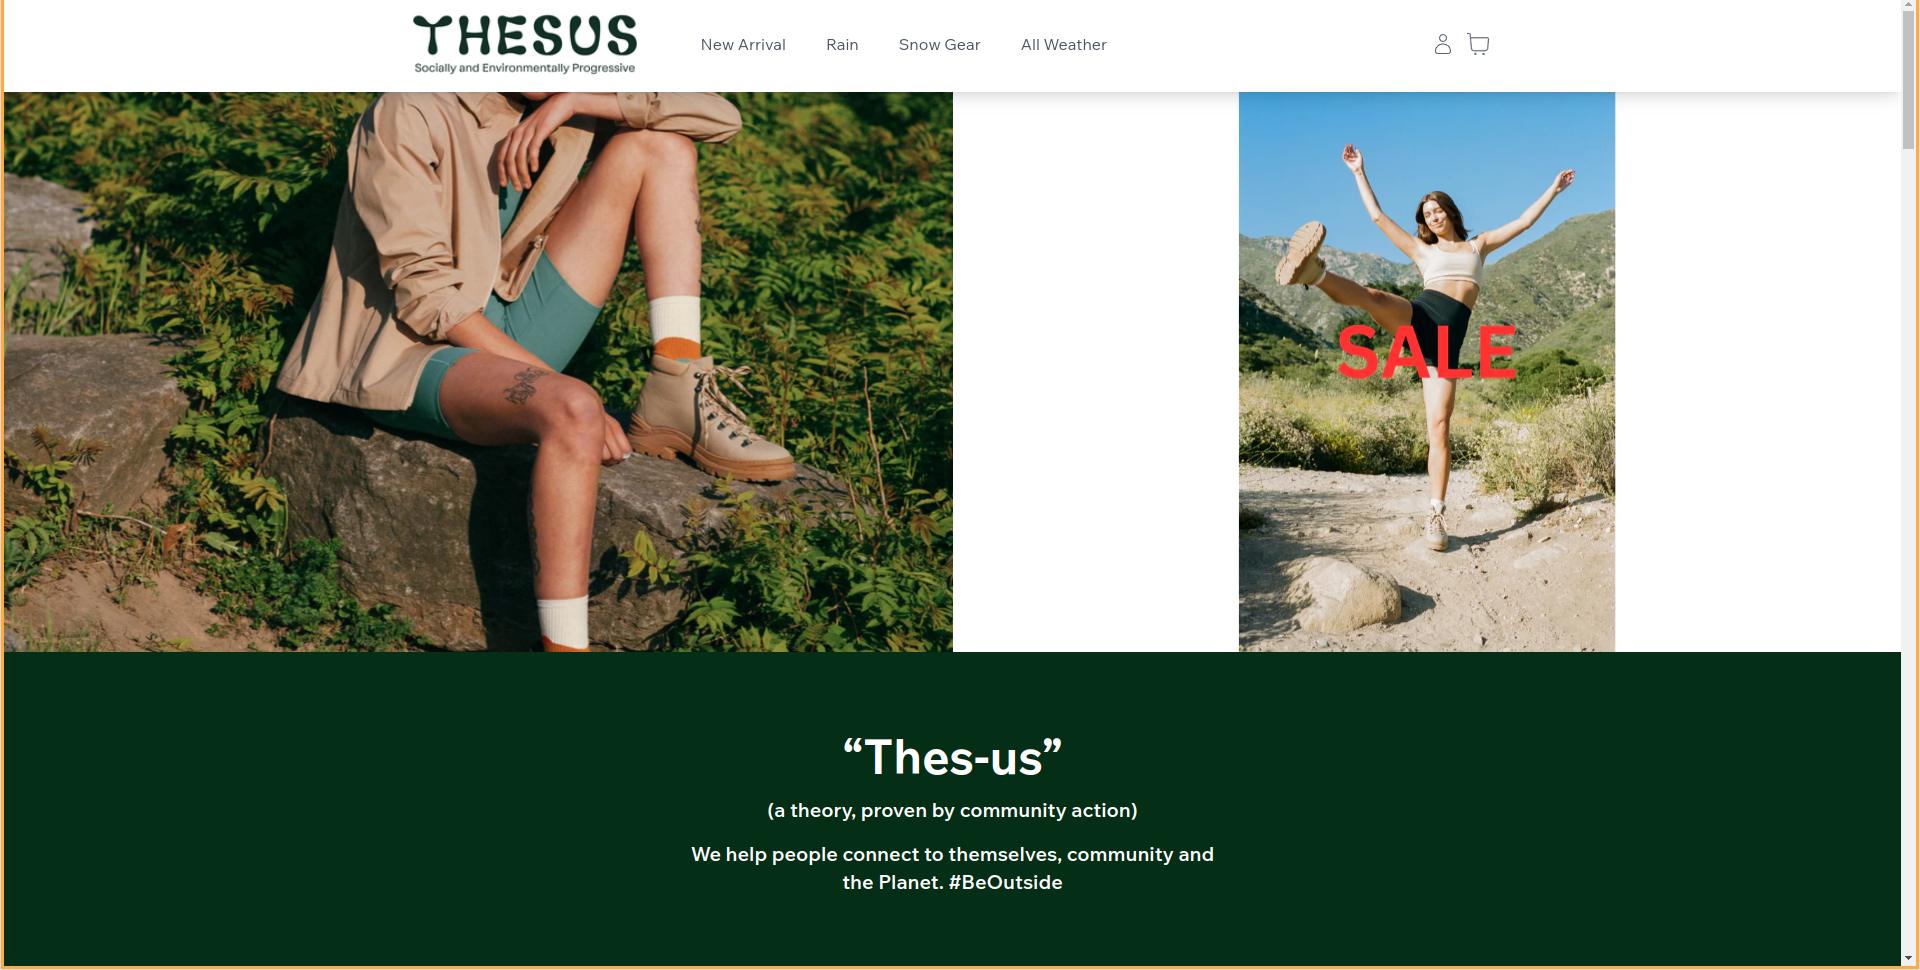 THESUS
Socially and Environmentally Progressive
New Arrival
Rain
Snow Gear
All Weather
SALE
“Thes-us”
(a theory, proven by community action)
We help people connect to themselves, community and
the Planet. #BeOutside